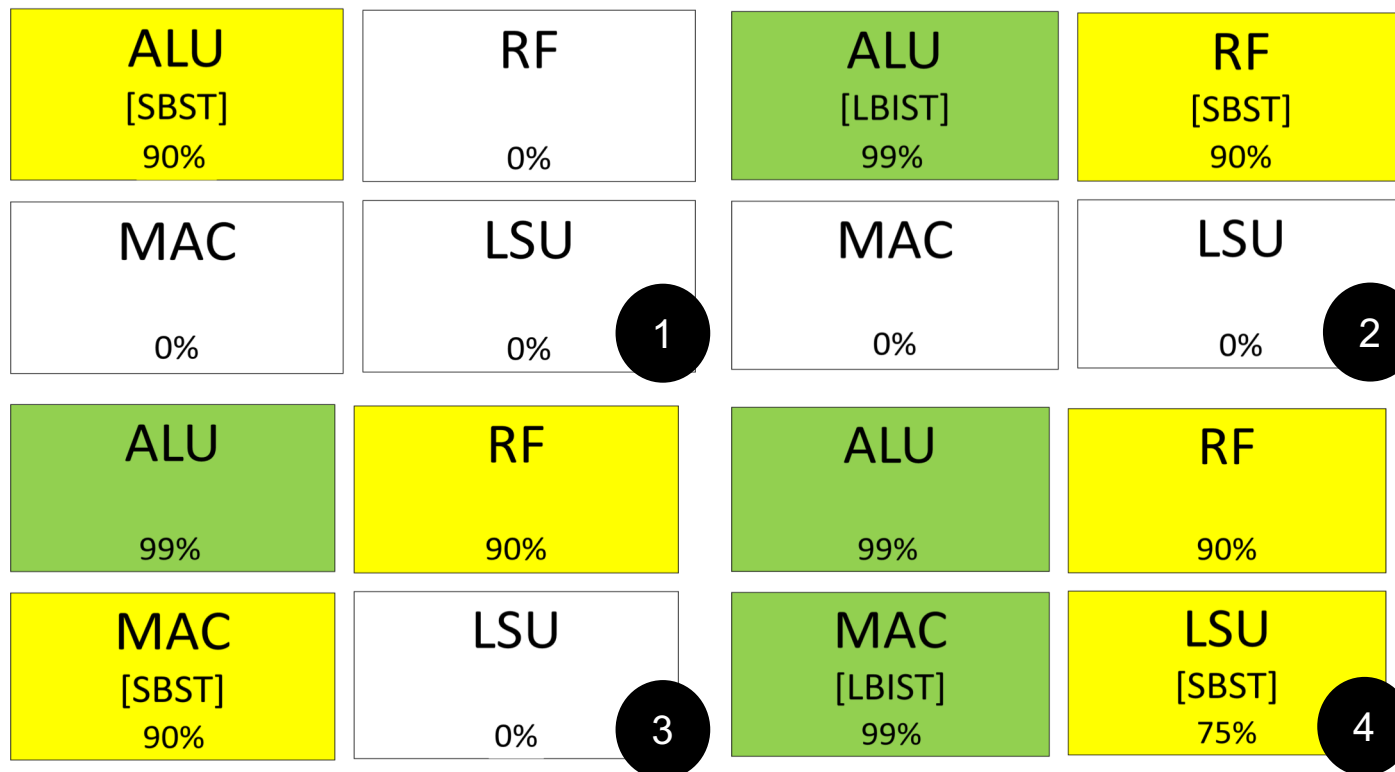 ALU
[SBST]
90%
RF
0%
MAC
0%
LSU
0%
1
ALU
[LBIST]
99%
RF
[SBST]
90%
MAC
0%
LSU
0%
2
ALU
99%
RF
90%
MAC
[SBST]
90%
LSU
0%
3
ALU
99%
RF
90%
MAC
[LBIST]
99%
LSU
[SBST]
75%
4